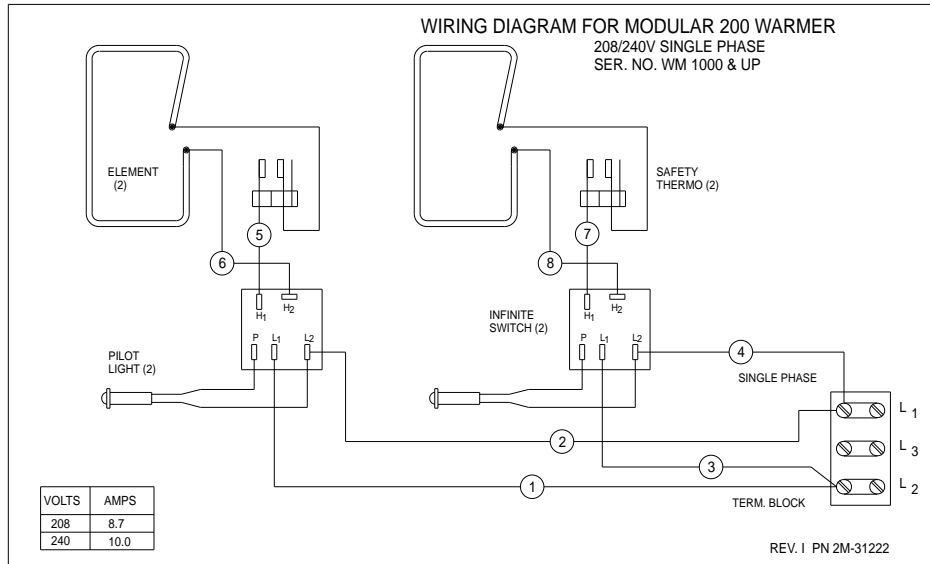 WIRING DIAGRAM FOR MODULAR 200 WARMER
208/240V SINGLE PHASE
SER. NO. WM 1000 & UP
ELEMENT
(2)
SAFETY
THERMO (2)
5
7
6
8
H1
H2
H1
H2
INFINITE
SWITCH (2)
P
L1
L2
P
L1
L2
PILOT
LIGHT (2)
4
SINGLE PHASE
L 1
2
L 3
3
1
L 2
TERM. BLOCK
VOLTS AMPS
208 8.7
240 10.0
REV. I PN 2M-31222